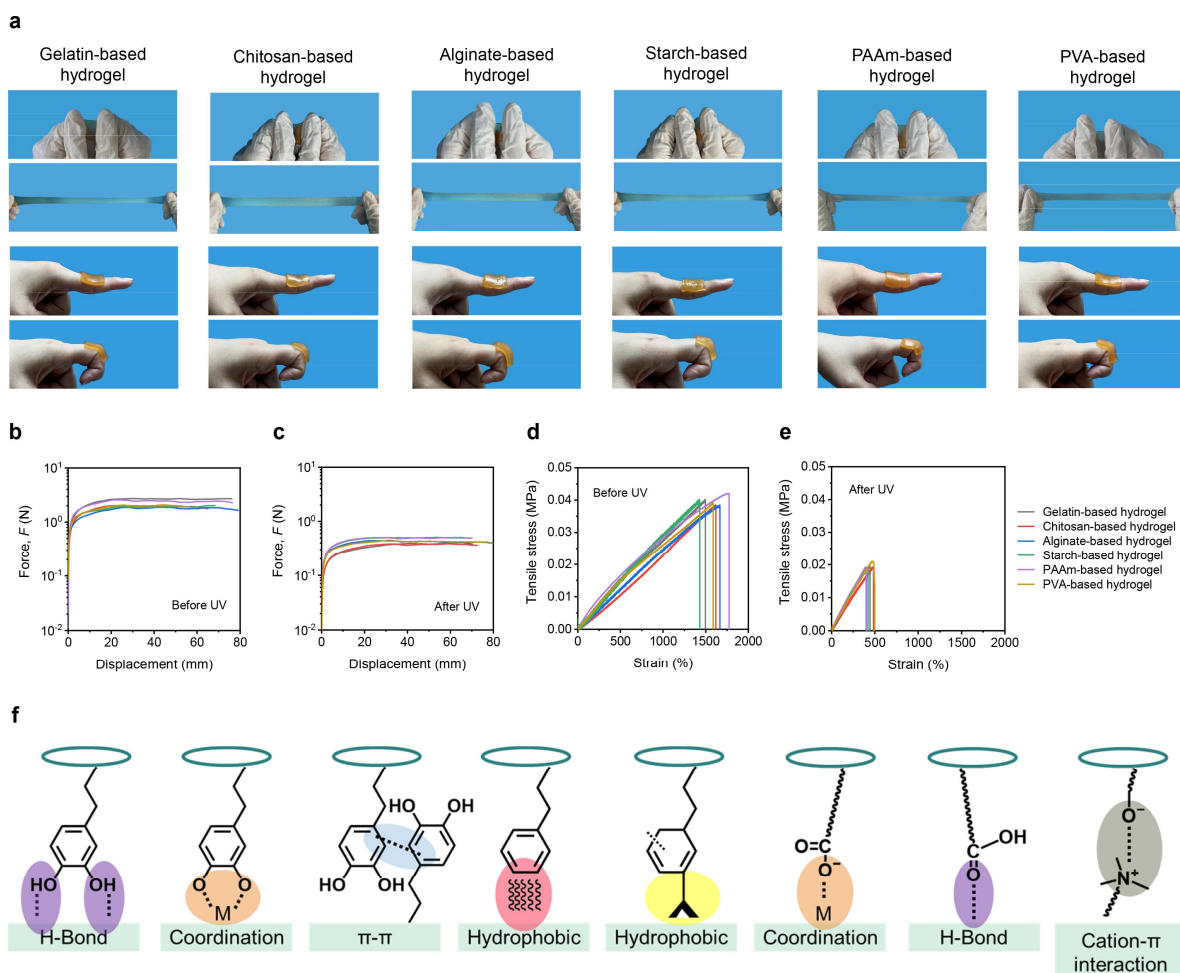 a
Gelatin-based
hydrogel
Chitosan-based
hydrogel
Alginate-based
hydrogel
Starch-based
hydrogel
PAAm-based
hydrogel
PVA-based
hydrogel
b
10¹
10⁰
10⁻¹
10⁻²
Force, F (N)
Before UV
0 20 40 60 80
Displacement (mm)
c
10¹
10⁰
10⁻¹
10⁻²
Force, F (N)
After UV
0 20 40 60 80
Displacement (mm)
d
0.05
0.04
0.03
0.02
0.01
0.00
Tensile stress (MPa)
Before UV
0 500 1000 1500 2000
Strain (%)
e
0.05
0.04
0.03
0.02
0.01
0.00
Tensile stress (MPa)
After UV
0 500 1000 1500 2000
Strain (%)
Gelatin-based hydrogel
Chitosan-based hydrogel
Alginate-based hydrogel
Starch-based hydrogel
PAAm-based hydrogel
PVA-based hydrogel
f
HO OH
H-Bond
O O
M
Coordination
HO OH
HO OH
π-π
Hydrophobic
Hydrophobic
O=C
O⁻
M
Coordination
C OH
O
H-Bond
O⁻
N⁺
Cation-π
interaction